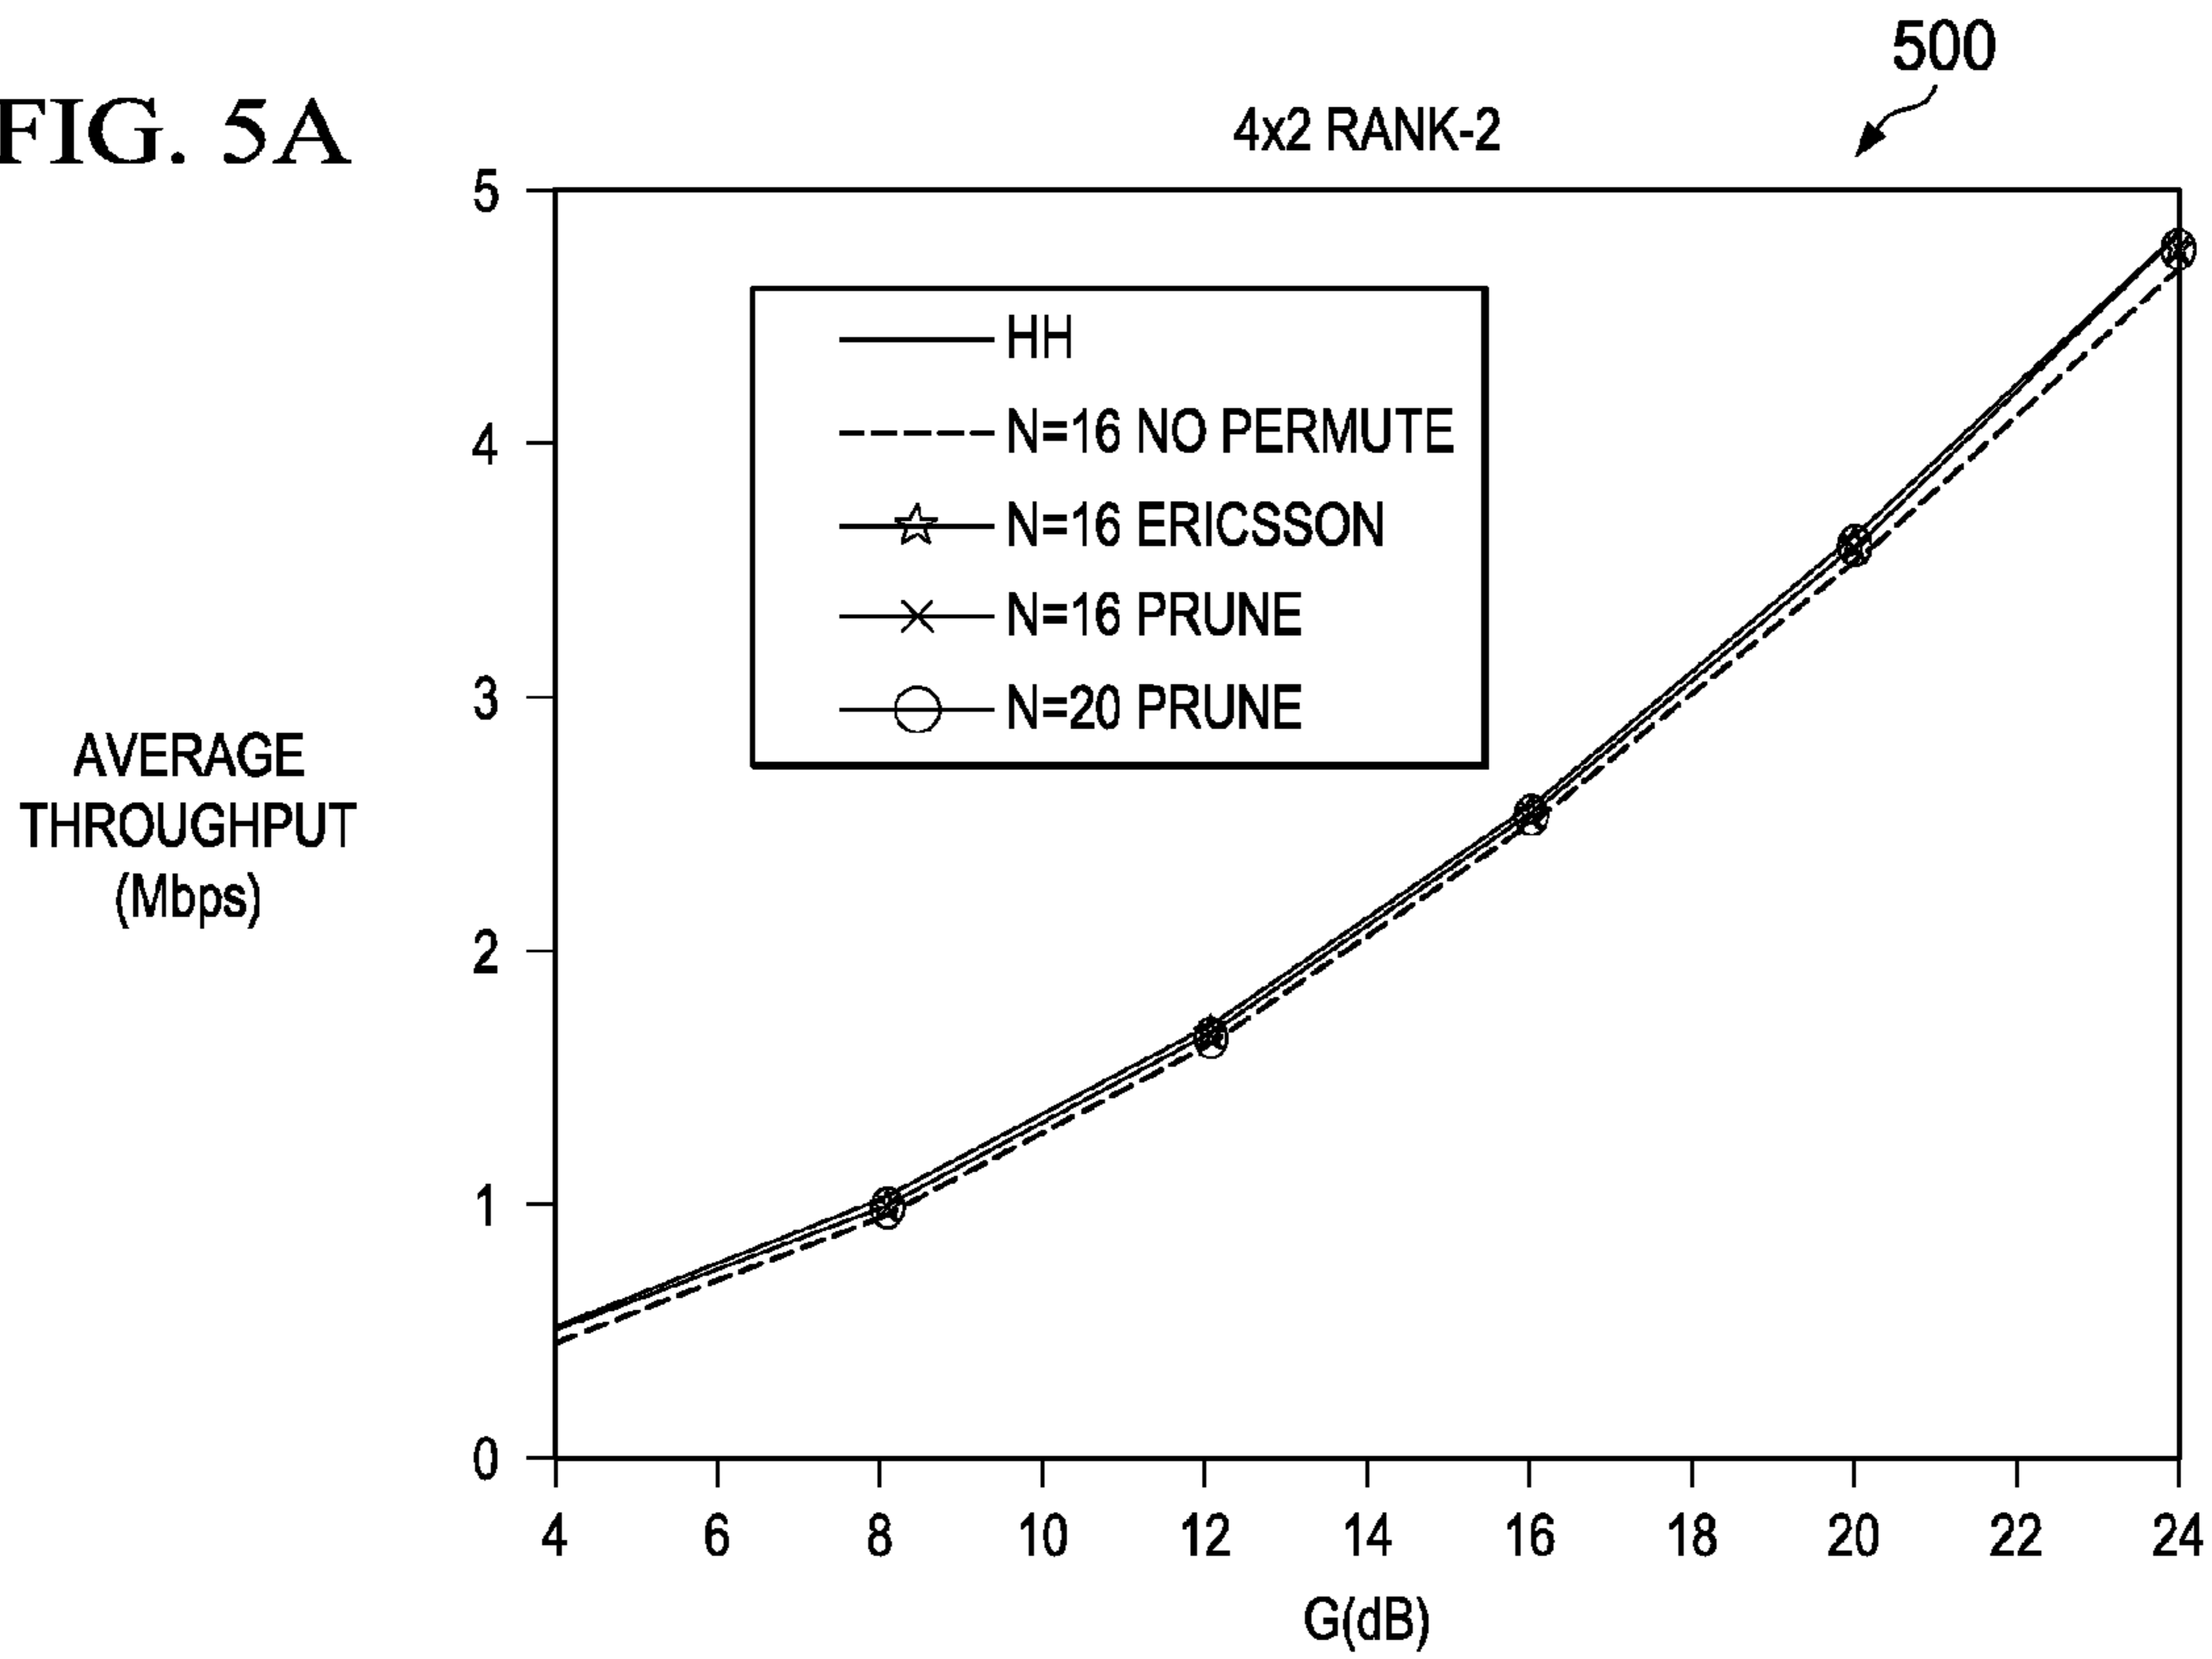 500
FIG. 5A
4x2 RANK-2
5
4
3
2
1
0
HH
N=16 NO PERMUTE
N=16 ERICSSON
N=16 PRUNE
N=20 PRUNE
AVERAGE
THROUGHPUT
(Mbps)
4 6 8 10 12 14 16 18 20 22 24
G(dB)